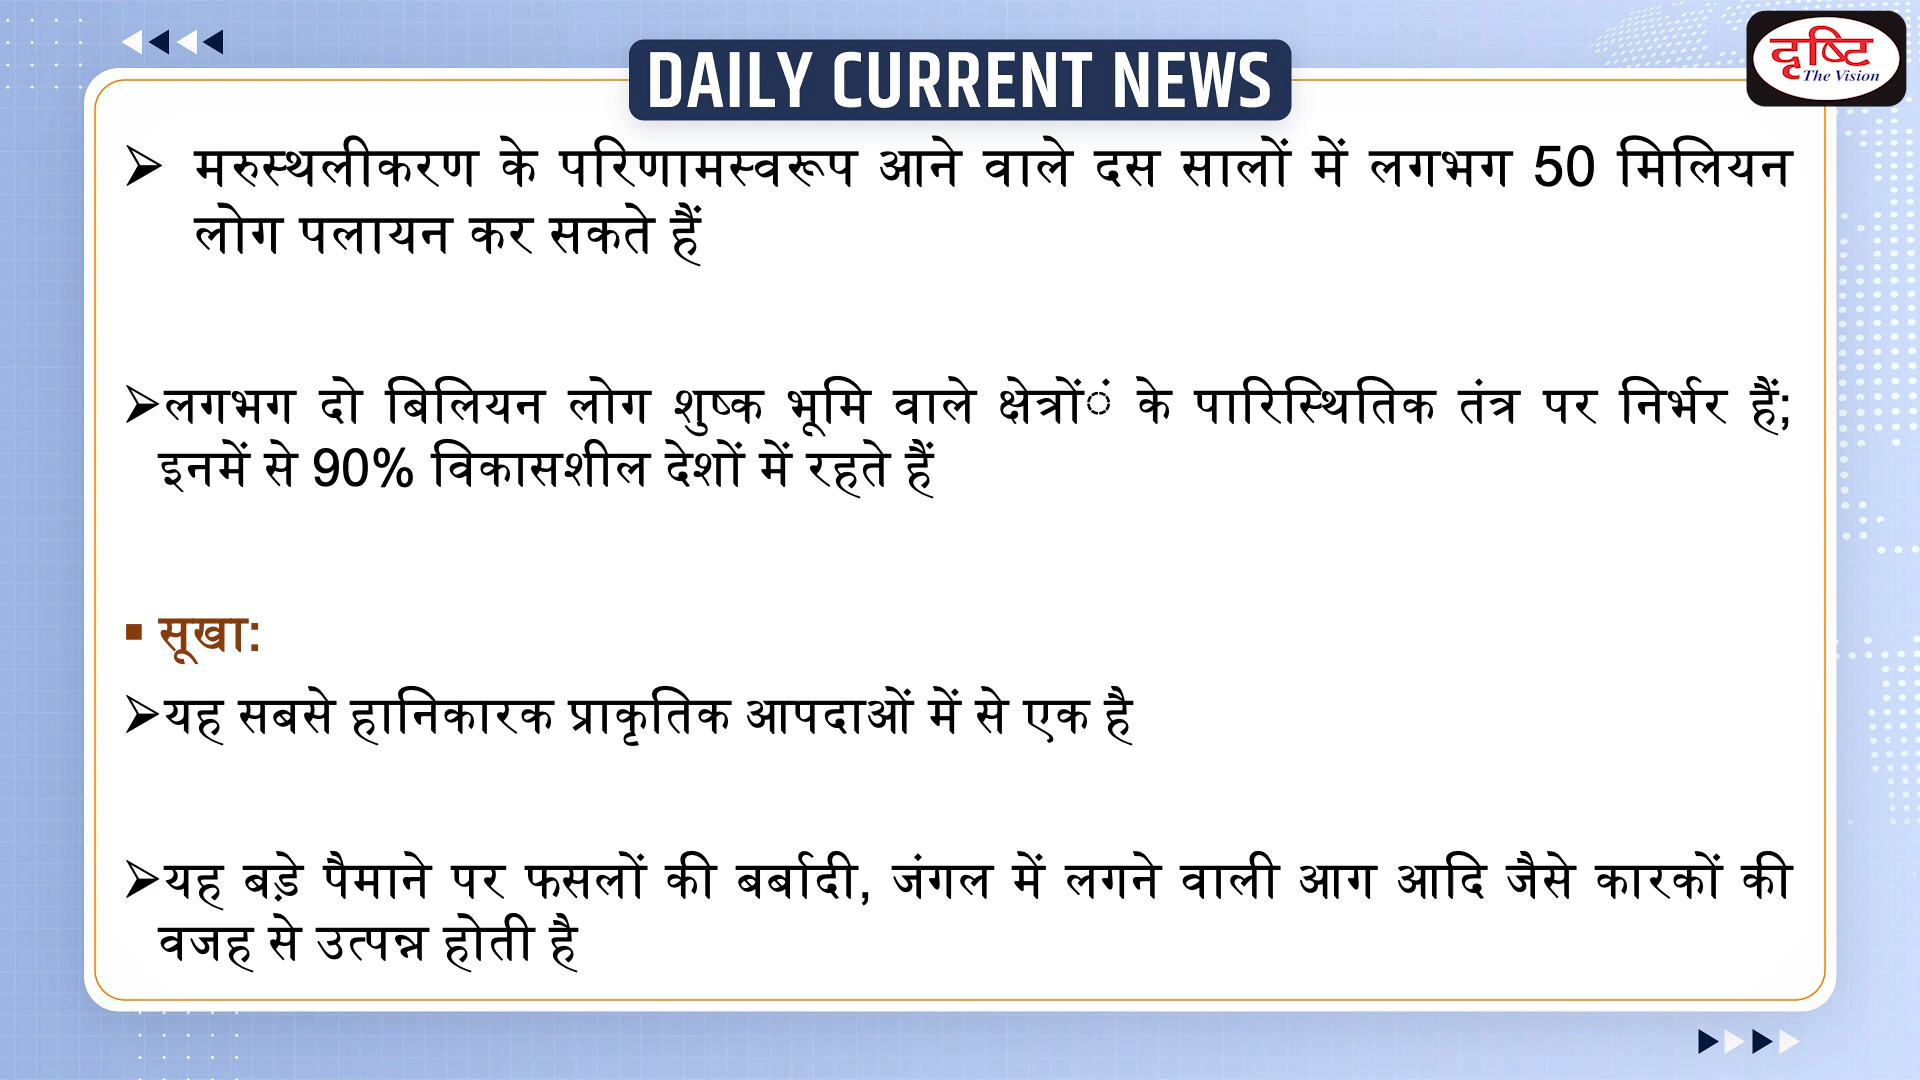 DAILY CURRENT NEWS
दृष्टि
The Vision
➢ मरुस्थलीकरण के परिणामस्वरूप आने वाले दस सालों में लगभग 50 मिलियन
लोग पलायन कर सकते हैं
➢लगभग दो बिलियन लोग शुष्क भूमि वाले क्षेत्रोंं के पारिस्थितिक तंत्र पर निर्भर हैं;
इनमें से 90% विकासशील देशों में रहते हैं
▪ सूखा:
➢यह सबसे हानिकारक प्राकृतिक आपदाओं में से एक है
➢यह बड़े पैमाने पर फसलों की बर्बादी, जंगल में लगने वाली आग आदि जैसे कारकों की
वजह से उत्पन्न होती है